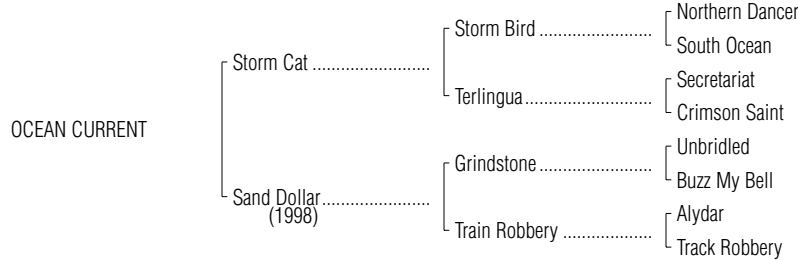 Northern Dancer
Storm Bird ........................
South Ocean
Storm Cat .........................
Secretariat
Terlingua ...........................
Crimson Saint
OCEAN CURRENT
Unbridled
Grindstone ........................
Buzz My Bell
Sand Dollar .......................
(1998)
Alydar
Train Robbery ...................
Track Robbery